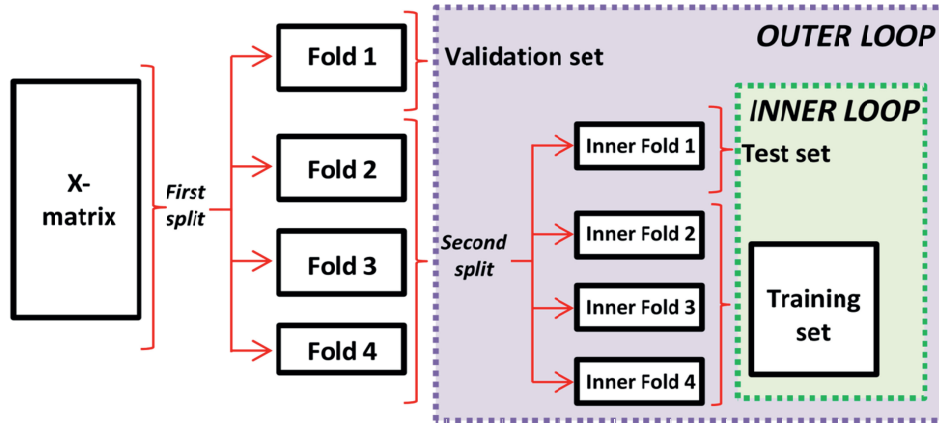 X-
matrix
First
split
Fold 1
Fold 2
Fold 3
Fold 4
Validation set
Second
split
OUTER LOOP
Inner Fold 1
Inner Fold 2
Inner Fold 3
Inner Fold 4
INNER LOOP
Test set
Training
set